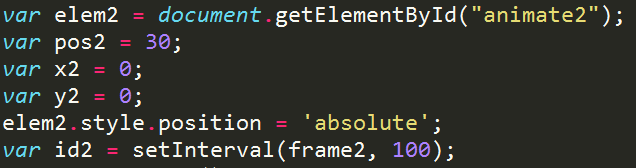 var elem2 = document.getElementById("animate2");
var pos2 = 30;
var x2 = 0;
var y2 = 0;
elem2.style.position = 'absolute';
var id2 = setInterval(frame2, 100);